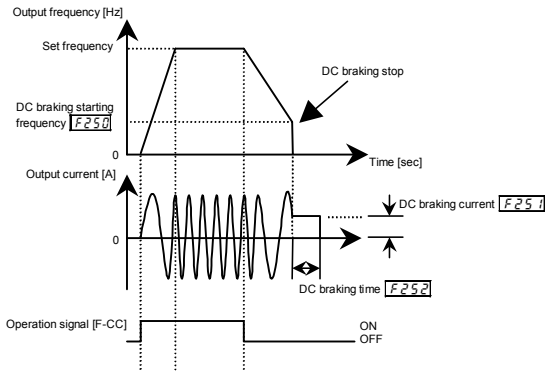 Output frequency [Hz]
Set frequency
DC braking stop
DC braking starting
frequency F250
0
Time [sec]
Output current [A]
DC braking current F251
0
DC braking time F252
Operation signal [F-CC]
ON
OFF